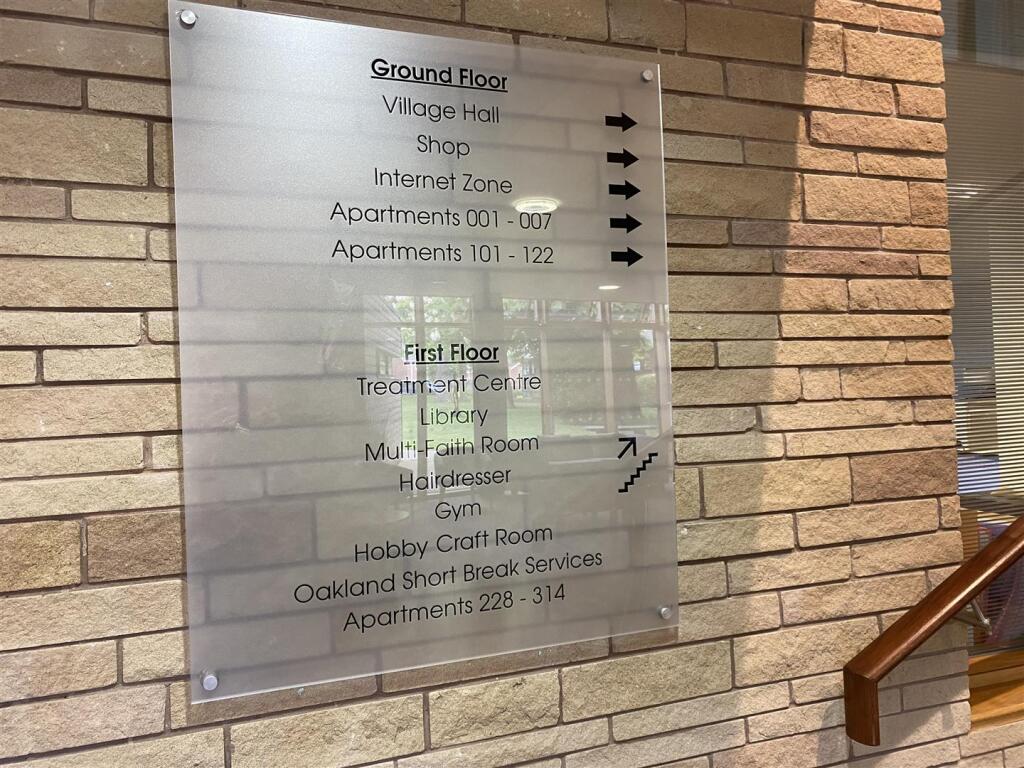 Ground Floor
Village Hall
Shop
Internet Zone
Apartments 001 - 007
Apartments 101 - 122
First Floor
Treatment Centre
Library
Multi-Faith Room
Hairdresser
Gym
Hobby Craft Room
Oakland Short Break Services
Apartments 228 - 314